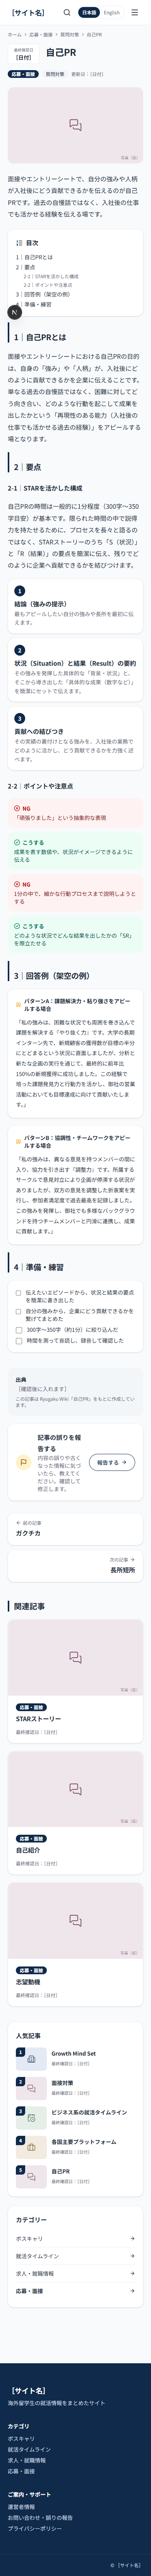 ［サイト名］
日本語 English
ホーム › 応募・面接 › 質問対策 › 自己PR
最終確認日
［日付］
自己PR
応募・面接 質問対策 更新日：［日付］
写真［仮］
面接やエントリーシートで、自分の強みや人柄
が入社後にどう貢献できるかを伝えるのが自己
PRです。過去の自慢話ではなく、入社後の仕事
でも活かせる経験を伝える場です。
目次
1｜自己PRとは
2｜要点
2-1｜STARを活かした構成
2-2｜ポイントや注意点
3｜回答例（架空の例）
4｜準備・練習
N
1｜自己PRとは
面接やエントリーシートにおける自己PRの目的
は、自身の「強み」や「人柄」が、入社後にど
のように貢献できるかを企業に伝えることです。
単なる過去の自慢話ではなく、困難に対してど
う向き合い、どのような行動を起こして成果を
出したかという「再現性のある能力（入社後の
仕事でも活かせる過去の経験）」をアピールする
場となります。
2｜要点
2-1｜STARを活かした構成
自己PRの時間は一般的に1分程度（300字〜350
字目安）が基本です。限られた時間の中で説得
力を持たせるために、プロセスを長々と語るの
ではなく、STARストーリーのうち「S（状況）」
「R（結果）」の要点を簡潔に伝え、残りでど
のように企業へ貢献できるかを結びつけます。
1
結論（強みの提示）
最もアピールしたい自分の強みや長所を最初に伝
えます。
2
状況（Situation）と結果（Result）の要約
その強みを発揮した具体的な「背景・状況」と、
そこから導き出した「具体的な成果（数字など）」
を簡潔にセットで伝えます。
3
貢献への結びつき
その実績の裏付けとなる強みを、入社後の業務で
どのように活かし、どう貢献できるかを力強く述
べます。
2-2｜ポイントや注意点
NG
「頑張りました」という抽象的な表現
こうする
成果を表す数値や、状況がイメージできるように
伝える
NG
1分の中で、細かな行動プロセスまで説明しようと
する
こうする
どのような状況でどんな結果を出したかの「SR」
を際立たせる
3｜回答例（架空の例）
パターンA：課題解決力・粘り強さをアピー
ルする場合
「私の強みは、困難な状況でも周囲を巻き込んで
課題を解決する『やり抜く力』です。大学の長期
インターン先で、新規顧客の獲得数が目標の半分
にとどまるという状況に直面しましたが、分析と
新たな企画の実行を通じて、最終的に前年比
150%の新規獲得に成功しました。この経験で
培った課題発見力と行動力を活かし、御社の営業
活動においても目標達成に向けて貢献いたしま
す。」
パターンB：協調性・チームワークをアピー
ルする場合
「私の強みは、異なる意見を持つメンバーの間に
入り、協力を引き出す『調整力』です。所属する
サークルで意見対立により企画が停滞する状況が
ありましたが、双方の意見を調整した折衷案を実
行し、参加者満足度で過去最高を記録しました。
この強みを発揮し、御社でも多様なバックグラウ
ンドを持つチームメンバーと円滑に連携し、成果
に貢献します。」
4｜準備・練習
伝えたいエピソードから、状況と結果の要点
を簡潔に書き出した
自分の強みから、企業にどう貢献できるかを
繋げてまとめた
300字〜350字（約1分）に絞り込んだ
時間を測って音読し、録音して確認した
出典
［確認後に入れます］
この記事は Ryugaku Wiki「自己PR」をもとに作成してい
ます。
記事の誤りを報
告する
内容の誤りや古く
なった情報に気づ
いたら、教えてく
ださい。確認して
修正します。
報告する →
← 前の記事
ガクチカ
次の記事 →
長所短所
関連記事
写真［仮］
応募・面接
STARストーリー
最終確認日：［日付］
写真［仮］
応募・面接
自己紹介
最終確認日：［日付］
写真［仮］
応募・面接
志望動機
最終確認日：［日付］
人気記事
1
Growth Mind Set
最終確認日：［日付］
2
面接対策
最終確認日：［日付］
3
ビジネス系の就活タイムライン
最終確認日：［日付］
4
各国主要プラットフォーム
最終確認日：［日付］
5
自己PR
最終確認日：［日付］
カテゴリー
ボスキャリ →
就活タイムライン →
求人・就職情報 →
応募・面接 →
［サイト名］
海外留学生の就活情報をまとめたサイト
カテゴリ
ボスキャリ
就活タイムライン
求人・就職情報
応募・面接
ご案内・サポート
運営者情報
お問い合わせ・誤りの報告
プライバシーポリシー
© ［サイト名］